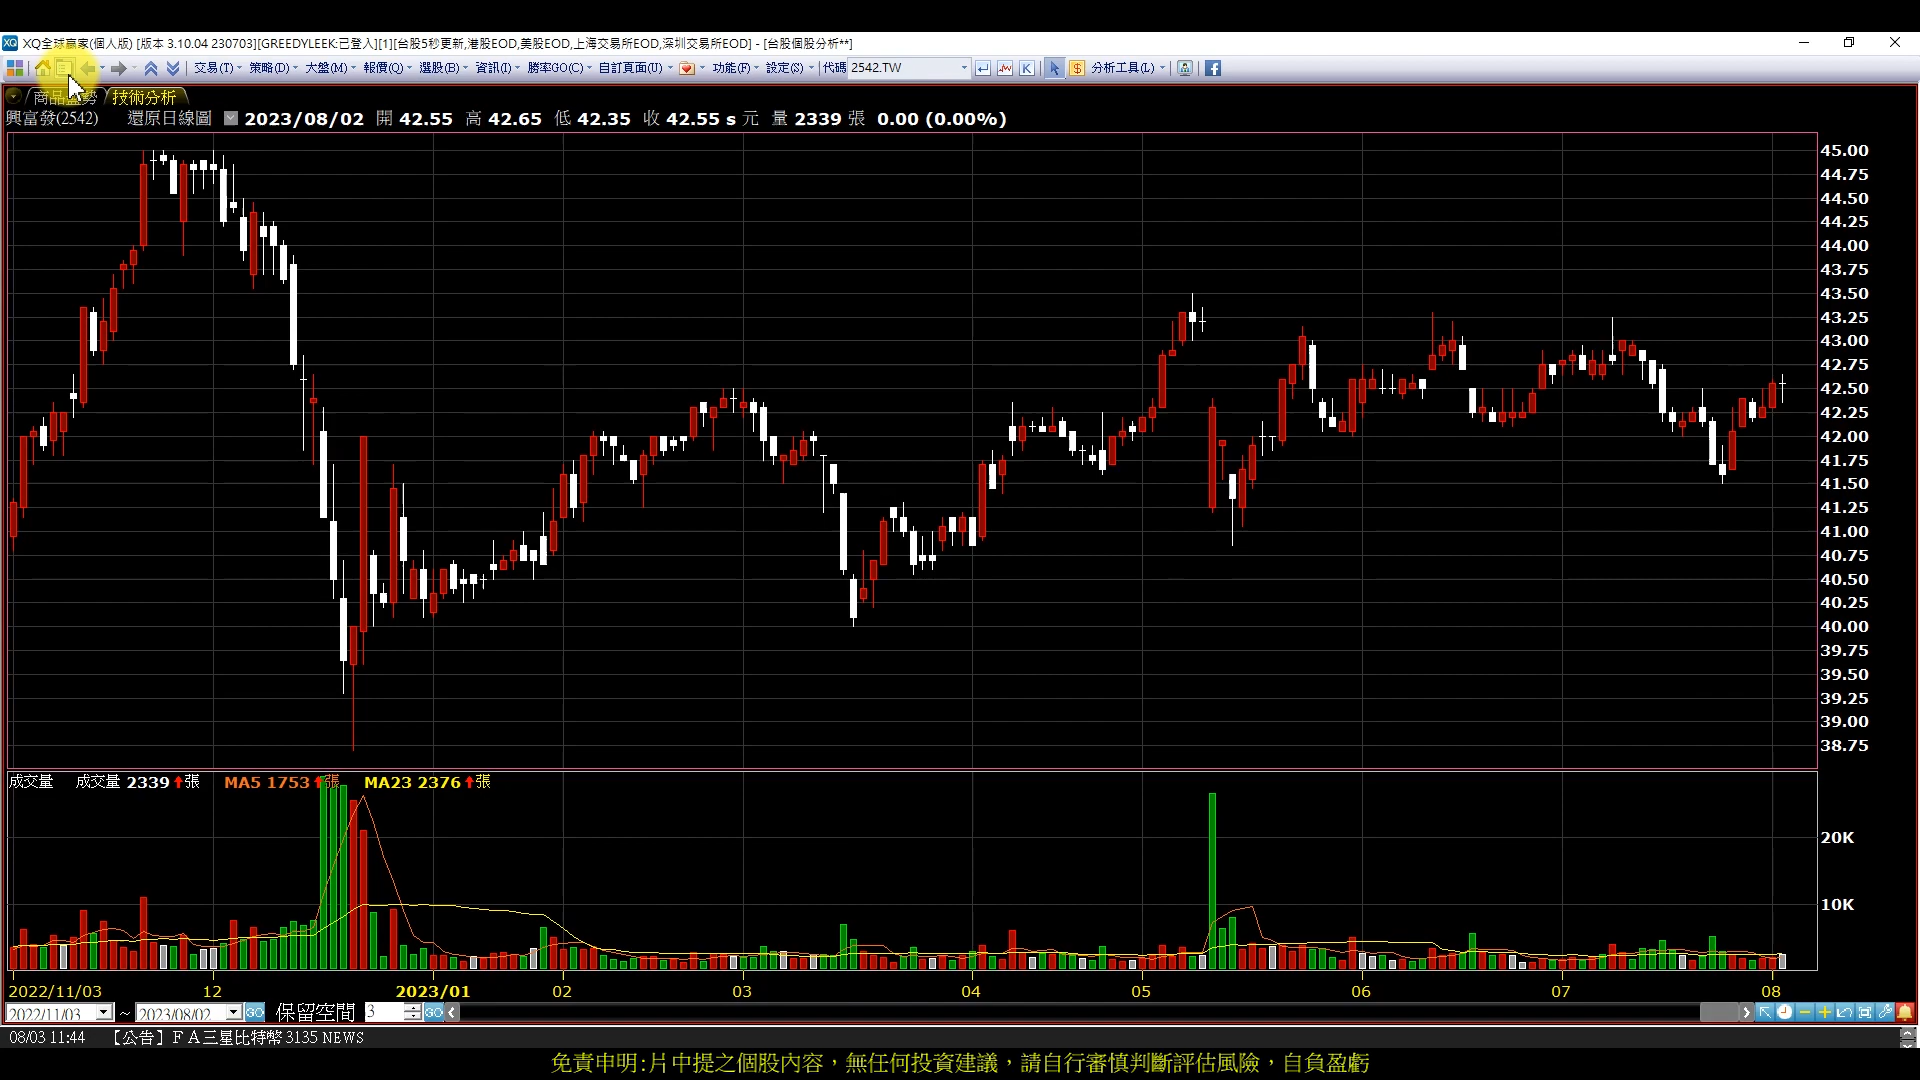 XQ全球贏家(個人版) [版本 3.10.04 230703][GREEDYLEEK:已登入][1][台股5秒更新,港股EOD,美股EOD,上海交易所EOD,深圳交易所EOD] - [台股個股分析**]
交易(T) 策略(D) 大盤(M) 報價(Q) 選股(B) 資訊(I) 勝率GO(C) 自訂頁面(U) 功能(F) 設定(S) 代碼 2542.TW K $ 分析工具(L) f
技術分析
興富發(2542) 還原日線圖 2023/08/02 開 42.55 高 42.65 低 42.35 收 42.55 s 元 量 2339 張 0.00 (0.00%)
45.00
44.75
44.50
44.25
44.00
43.75
43.50
43.25
43.00
42.75
42.50
42.25
42.00
41.75
41.50
41.25
41.00
40.75
40.50
40.25
40.00
39.75
39.50
39.25
39.00
38.75
成交量 成交量 2339 張 MA5 1753 張 MA23 2376 張
20K
10K
2022/11/03 12 2023/01 02 03 04 05 06 07 08
2022/11/03 ~ 2023/08/02 GO 保留空間 3 GO
08/03 11:44 【公告】ＦＡ三星比特幣 3135 NEWS
免責申明:片中提之個股內容，無任何投資建議，請自行審慎判斷評估風險，自負盈虧